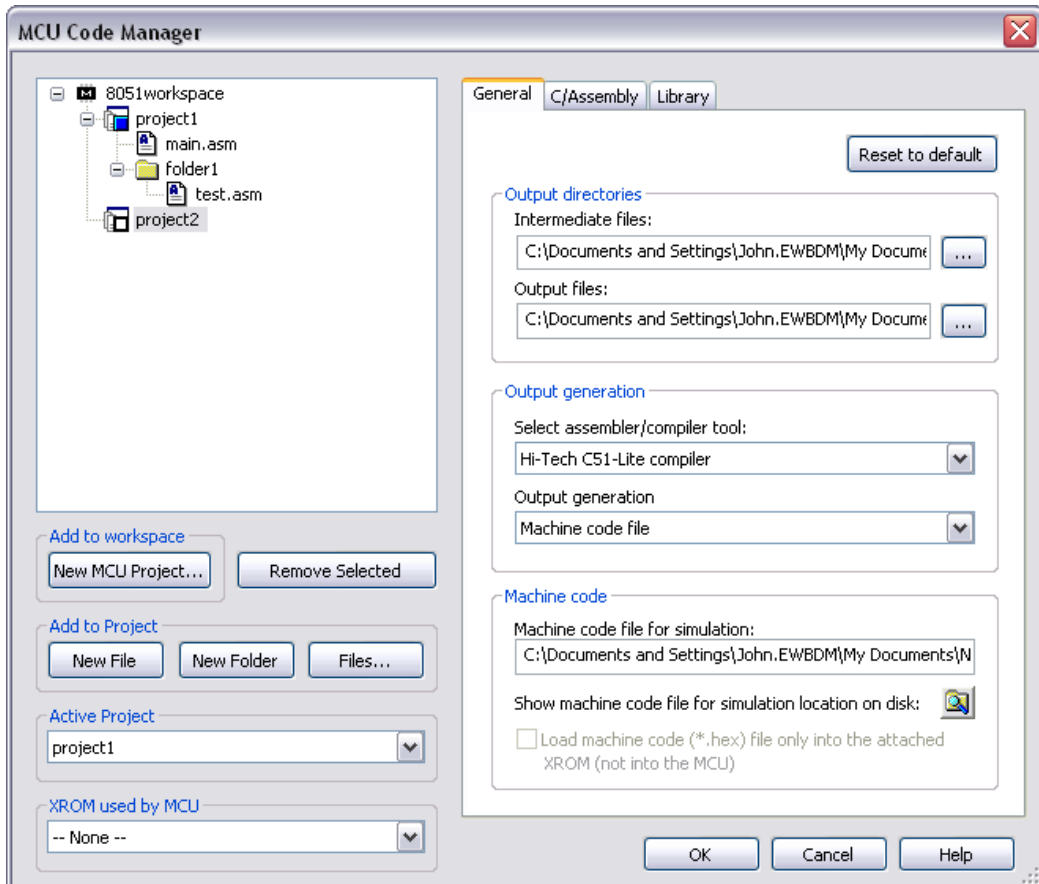 MCU Code Manager
8051workspace
project1
main.asm
folder1
test.asm
project2
Add to workspace
New MCU Project...
Remove Selected
Add to Project
New File
New Folder
Files...
Active Project
project1
XROM used by MCU
-- None --
General
C/Assembly
Library
Reset to default
Output directories
Intermediate files:
C:\Documents and Settings\John.EWBDM\My Docume
...
Output files:
C:\Documents and Settings\John.EWBDM\My Docume
...
Output generation
Select assembler/compiler tool:
Hi-Tech C51-Lite compiler
Output generation
Machine code file
Machine code
Machine code file for simulation:
C:\Documents and Settings\John.EWBDM\My Documents\N
Show machine code file for simulation location on disk:
Load machine code (*.hex) file only into the attached
XROM (not into the MCU)
OK
Cancel
Help